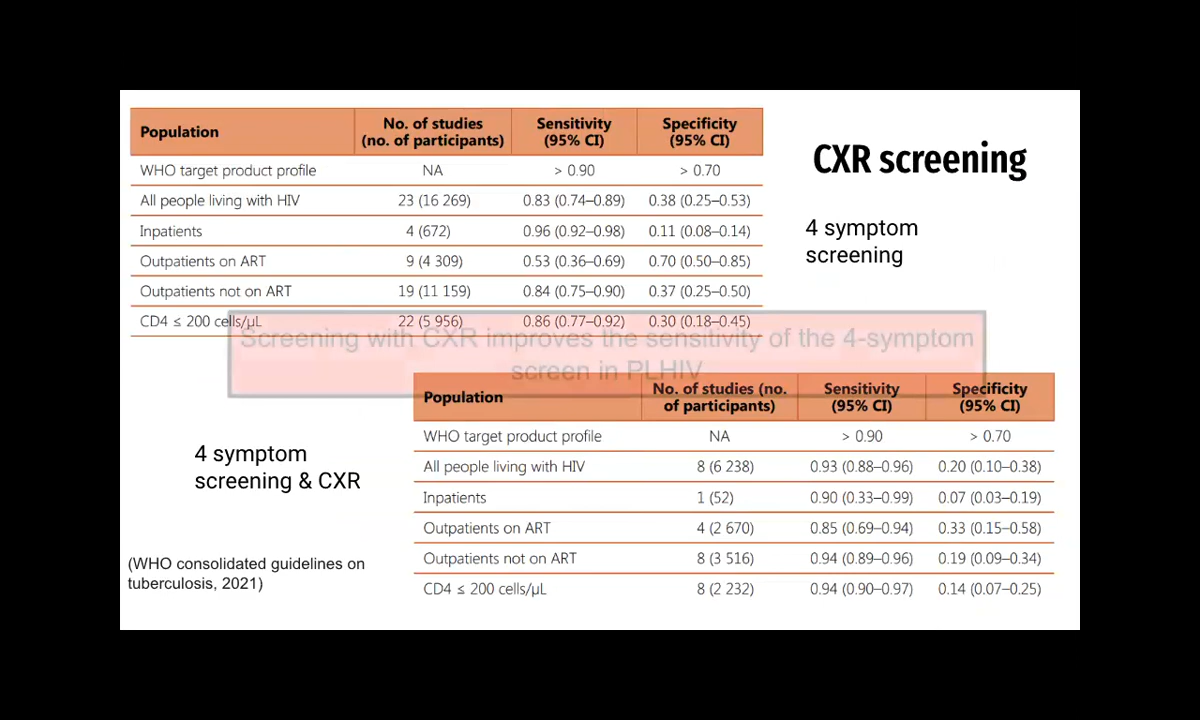 CXR screening
Population No. of studies (no. of participants) Sensitivity (95% CI) Specificity (95% CI)
WHO target product profile NA > 0.90 > 0.70
All people living with HIV 23 (16 269) 0.83 (0.74–0.89) 0.38 (0.25–0.53)
Inpatients 4 (672) 0.96 (0.92–0.98) 0.11 (0.08–0.14)
Outpatients on ART 9 (4 309) 0.53 (0.36–0.69) 0.70 (0.50–0.85)
Outpatients not on ART 19 (11 159) 0.84 (0.75–0.90) 0.37 (0.25–0.50)
CD4 ≤ 200 cells/µL 22 (5 956) 0.86 (0.77–0.92) 0.30 (0.18–0.45)
4 symptom
screening
Screening with CXR improves the sensitivity of the 4-symptom
screen in PLHIV
Population No. of studies (no. of participants) Sensitivity (95% CI) Specificity (95% CI)
WHO target product profile NA > 0.90 > 0.70
All people living with HIV 8 (6 238) 0.93 (0.88–0.96) 0.20 (0.10–0.38)
Inpatients 1 (52) 0.90 (0.33–0.99) 0.07 (0.03–0.19)
Outpatients on ART 4 (2 670) 0.85 (0.69–0.94) 0.33 (0.15–0.58)
Outpatients not on ART 8 (3 516) 0.94 (0.89–0.96) 0.19 (0.09–0.34)
CD4 ≤ 200 cells/µL 8 (2 232) 0.94 (0.90–0.97) 0.14 (0.07–0.25)
4 symptom
screening & CXR
(WHO consolidated guidelines on
tuberculosis, 2021)